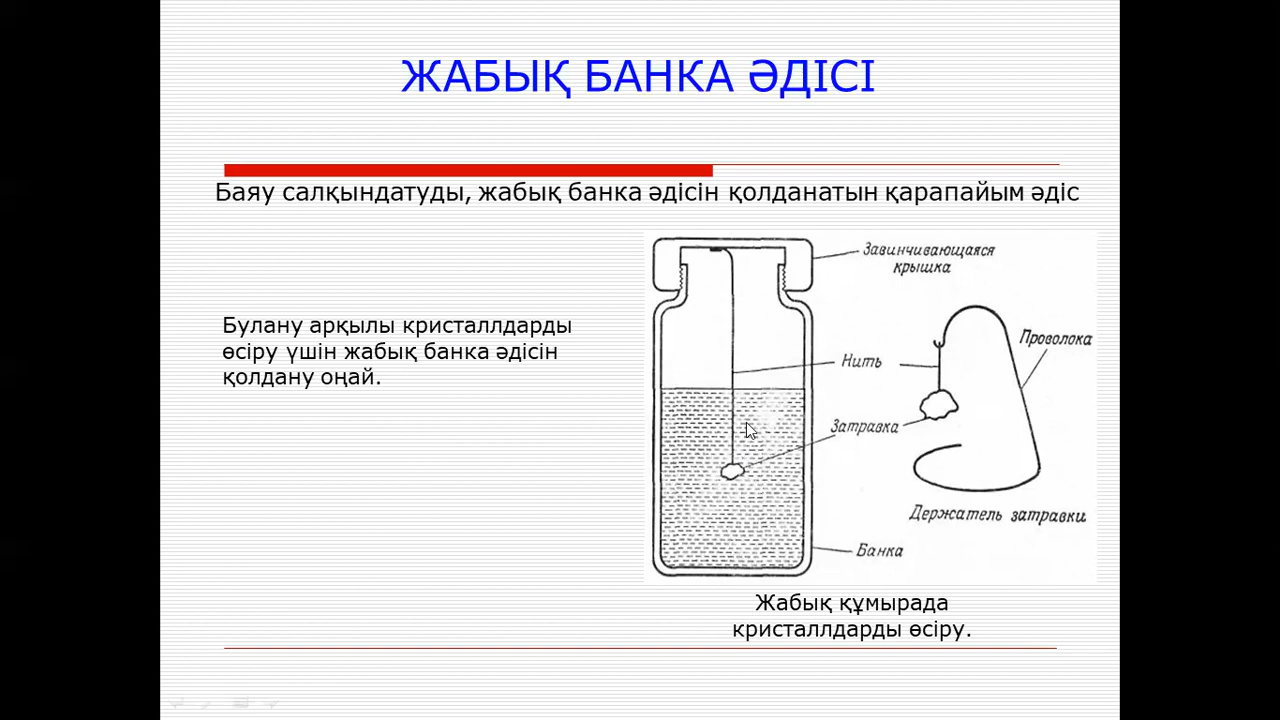 ЖАБЫҚ БАНКА ӘДІСІ
Баяу салқындатуды, жабық банка әдісін қолданатын қарапайым әдіс
Булану арқылы кристаллдарды
өсіру үшін жабық банка әдісін
қолдану оңай.
Завинчивающаяся
крышка
Проволока
Нить
Затравка
Держатель затравки
Банка
Жабық құмырада
кристаллдарды өсіру.